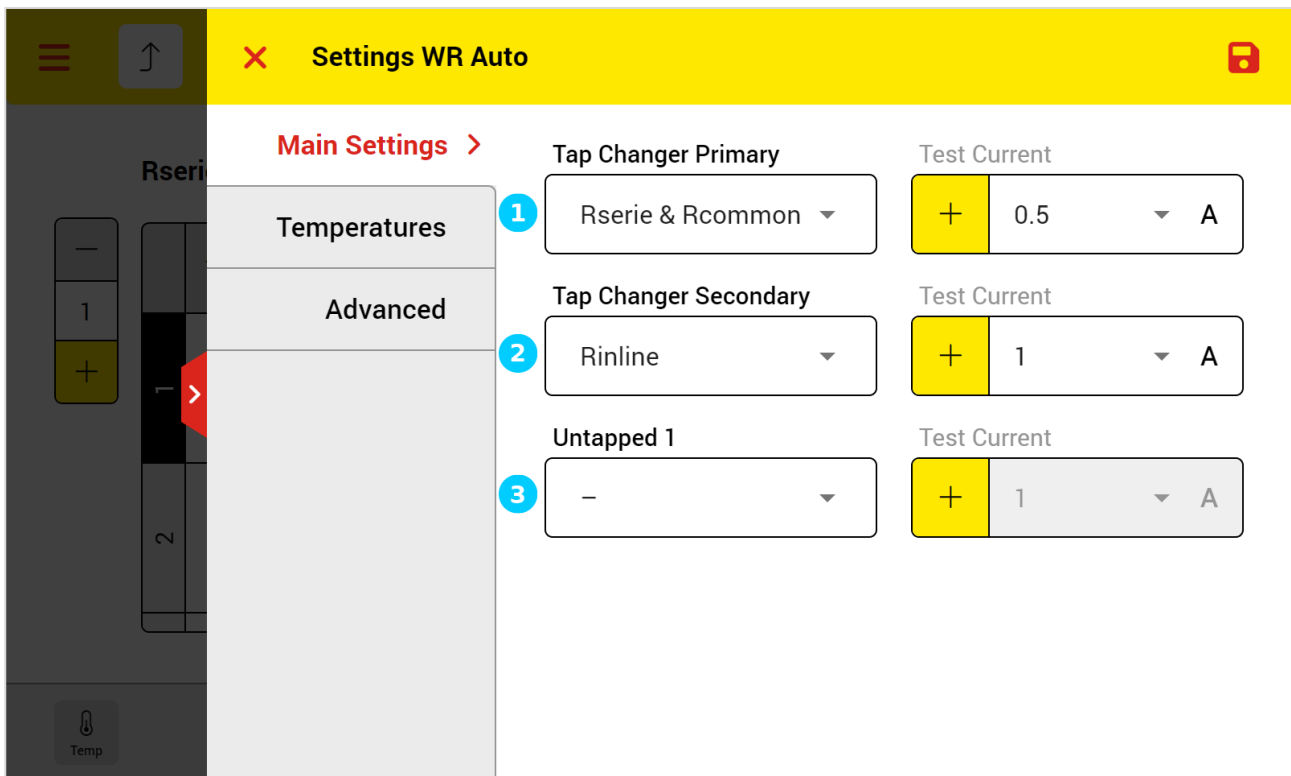 Settings WR Auto
Main Settings
Temperatures
Advanced
Tap Changer Primary
Test Current
1
Rserie & Rcommon
+
0.5
A
Tap Changer Secondary
Test Current
2
Rinline
+
1
A
Untapped 1
Test Current
3
–
+
1
A
Rseri
—
1
+
1
2
Temp